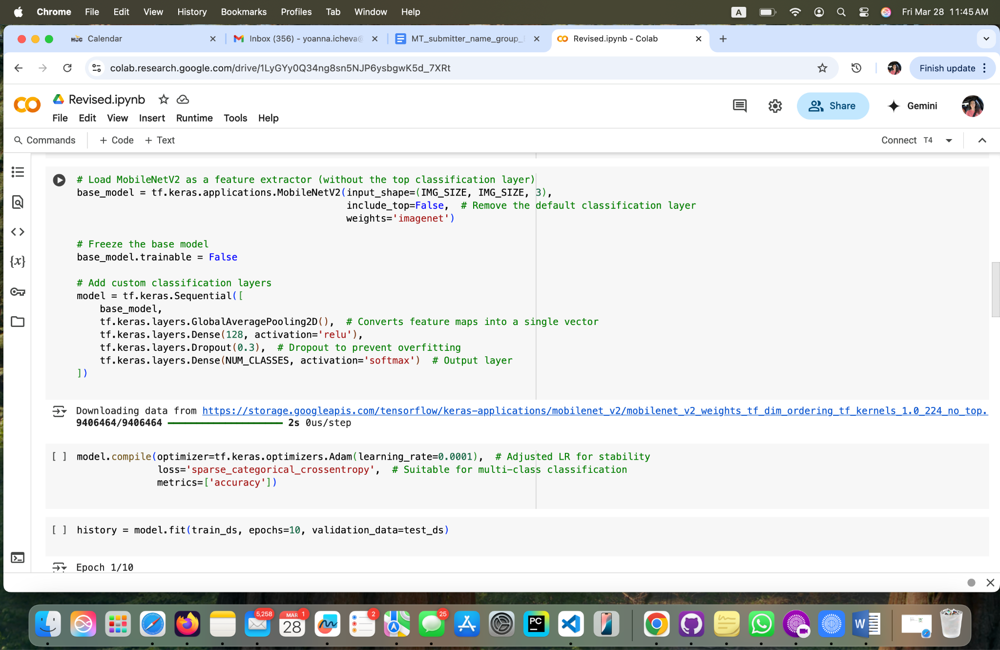 Chrome File Edit View History Bookmarks Profiles Tab Window Help A Fri Mar 28 11:45 AM
Calendar Inbox (356) - yoanna.icheva@ MT_submitter_name_group_ Revised.ipynb - Colab
colab.research.google.com/drive/1LyGYy0Q34ng8sn5NJP6ysbgwK5d_7XRt Finish update
CO Revised.ipynb Share Gemini
File Edit View Insert Runtime Tools Help
Commands + Code + Text Connect T4
# Load MobileNetV2 as a feature extractor (without the top classification layer)
base_model = tf.keras.applications.MobileNetV2(input_shape=(IMG_SIZE, IMG_SIZE, 3),
include_top=False,  # Remove the default classification layer
weights='imagenet')
# Freeze the base model
{x} base_model.trainable = False
# Add custom classification layers
model = tf.keras.Sequential([
base_model,
tf.keras.layers.GlobalAveragePooling2D(),  # Converts feature maps into a single vector
tf.keras.layers.Dense(128, activation='relu'),
tf.keras.layers.Dropout(0.3),  # Dropout to prevent overfitting
tf.keras.layers.Dense(NUM_CLASSES, activation='softmax')  # Output layer
])
Downloading data from https://storage.googleapis.com/tensorflow/keras-applications/mobilenet_v2/mobilenet_v2_weights_tf_dim_ordering_tf_kernels_1.0_224_no_top.
9406464/9406464 2s 0us/step
[ ] model.compile(optimizer=tf.keras.optimizers.Adam(learning_rate=0.0001),  # Adjusted LR for stability
loss='sparse_categorical_crossentropy',  # Suitable for multi-class classification
metrics=['accuracy'])
[ ] history = model.fit(train_ds, epochs=10, validation_data=test_ds)
Epoch 1/10
5,258 MAR 1 2 25
28 PC W